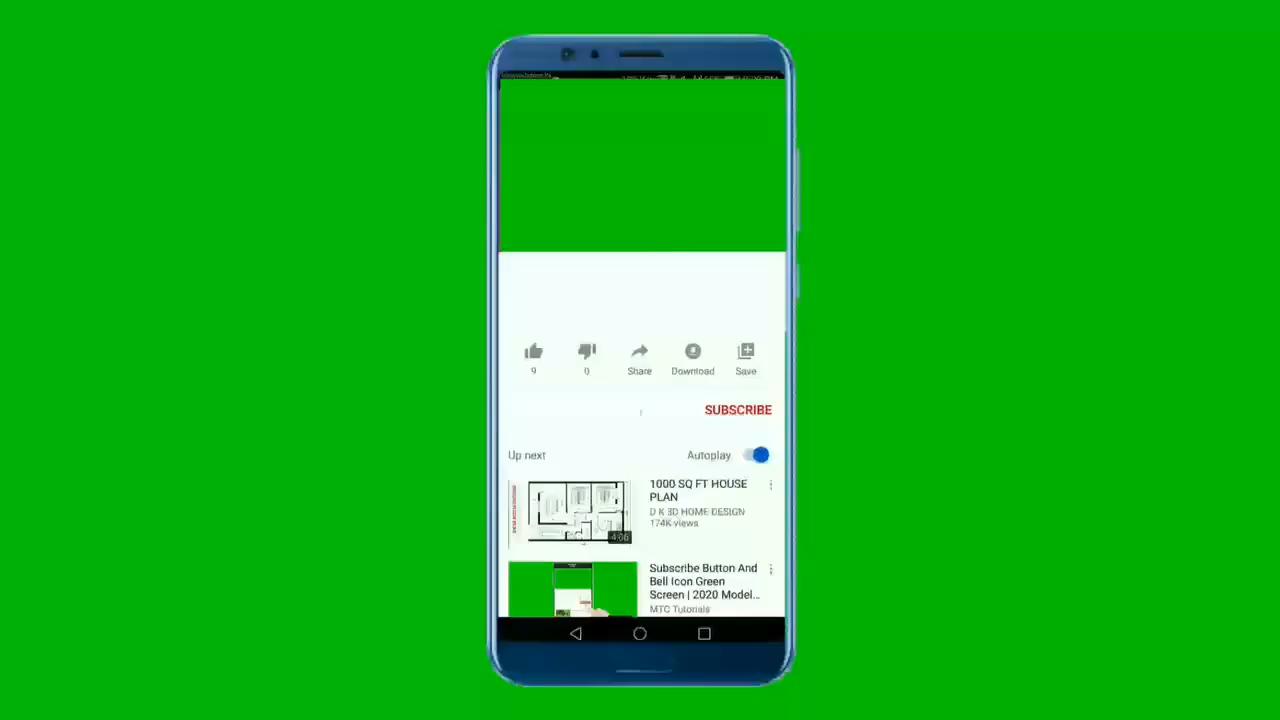 9
0
Share
Download
Save
SUBSCRIBE
Up next
Autoplay
1000 SQ FT HOUSE
PLAN
D K 3D HOME DESIGN
174K views
4:06
Subscribe Button And
Bell Icon Green
Screen | 2020 Model...
MTC Tutorials